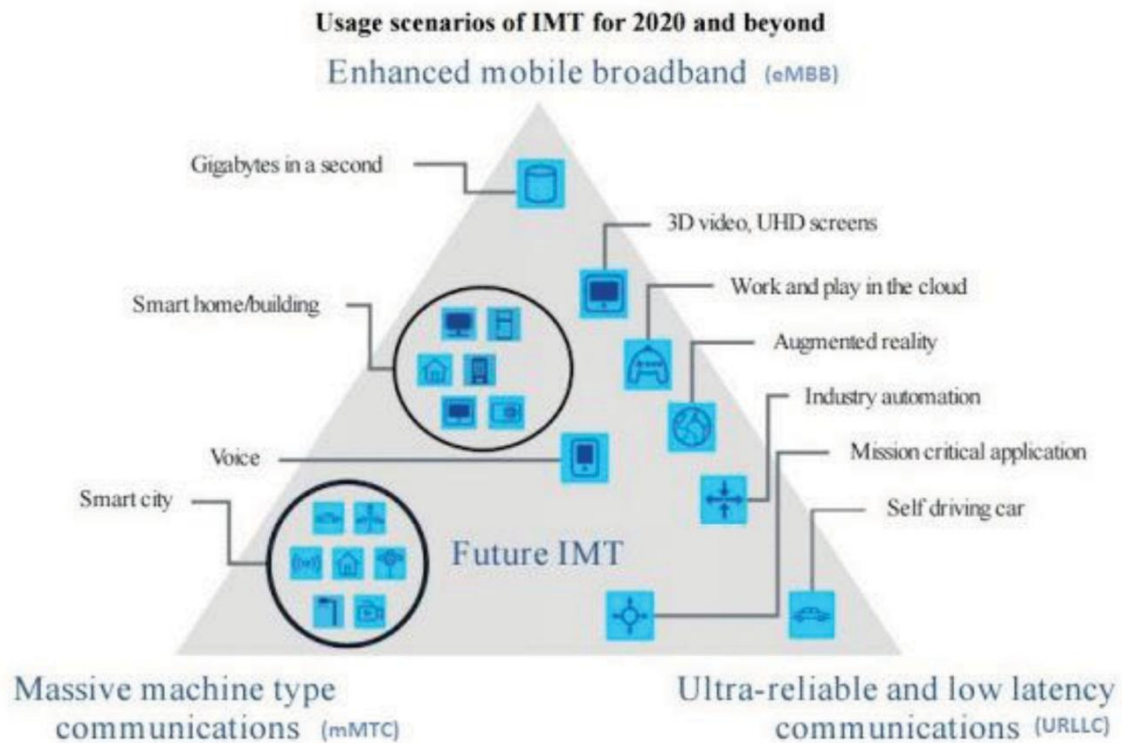 Usage scenarios of IMT for 2020 and beyond
Enhanced mobile broadband (eMBB)
Gigabytes in a second
3D video, UHD screens
Work and play in the cloud
Smart home/building
Augmented reality
Industry automation
Mission critical application
Voice
Smart city
Self driving car
Future IMT
Massive machine type
communications (mMTC)
Ultra-reliable and low latency
communications (URLLC)